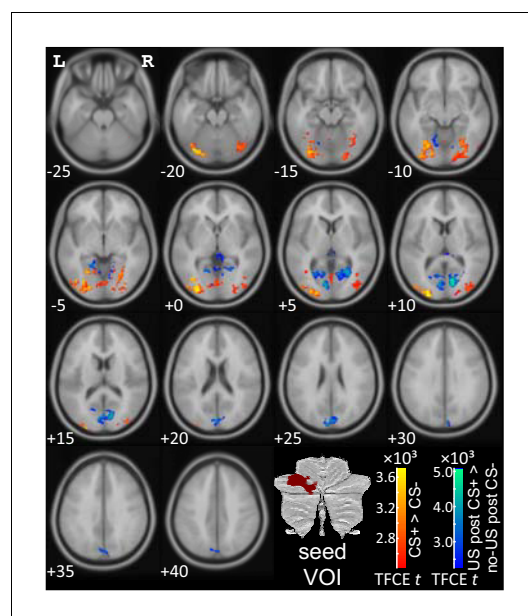 L R
-25
-20
-15
-10
-5
+0
+5
+10
+15
+20
+25
+30
+35
+40
seed
VOI
×10³
3.6
3.2
2.8
CS+ > CS-
TFCE t
×10³
5.0
4.0
3.0
US post CS+ >
no-US post CS-
TFCE t